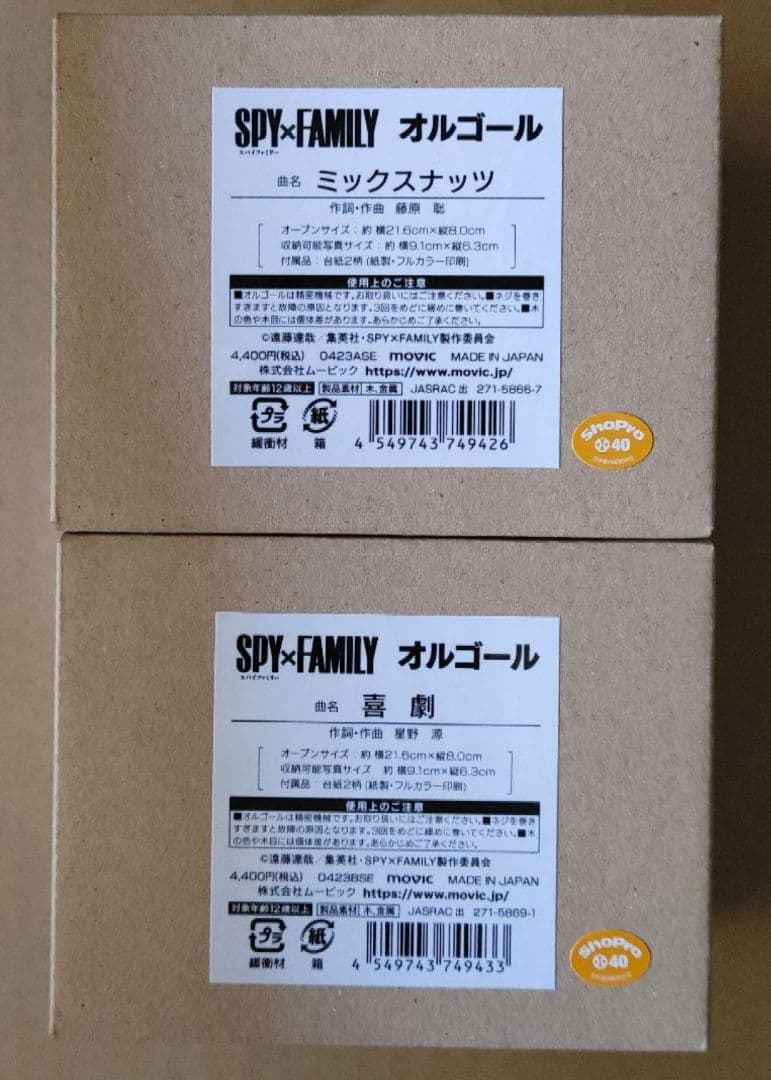 SPY×FAMILY オルゴール
スパイファミリー
曲名 ミックスナッツ
作詞・作曲 藤原 聡
オープンサイズ：約 横21.6cm×縦8.0cm
収納可能写真サイズ：約 横9.1cm×縦6.3cm
付属品：台紙2柄 (紙製・フルカラー印刷)
使用上のご注意
■オルゴールは精密機械です。お取り扱いにはご注意ください。■ネジを巻き
すぎますと故障の原因となります。3回をめどに緩めに巻いてください。■木
の色や木目には個体差があります。あらかじめご了承ください。
©遠藤達哉／集英社・SPY×FAMILY製作委員会
4,400円(税込) 0423ASE movic MADE IN JAPAN
株式会社ムービック https://www.movic.jp/
対象年齢12歳以上 製品素材 木、金属 JASRAC 出 271-5866-7
プラ 紙
緩衝材 箱 4 549743 749426
ShoPro
小 40
SPY×FAMILY オルゴール
スパイファミリー
曲名 喜劇
作詞・作曲 星野 源
オープンサイズ：約 横21.6cm×縦8.0cm
収納可能写真サイズ 約 横9.1cm×縦6.3cm
付属品：台紙2柄 (紙製・フルカラー印刷)
使用上のご注意
■オルゴールは精密機械です。お取り扱いにはご注意ください。■ネジを巻き
すぎますと故障の原因となります。3回をめどに緩めに巻いてください。■木
の色や木目には個体差があります。あらかじめご了承ください。
©遠藤達哉／集英社・SPY×FAMILY製作委員会
4,400円(税込) 0423BSE movic MADE IN JAPAN
株式会社ムービック https://www.movic.jp/
対象年齢12歳以上 製品素材 木、金属 JASRAC 出 271-5869-1
プラ 紙
緩衝材 箱 4 549743 749433
ShoPro
小 40